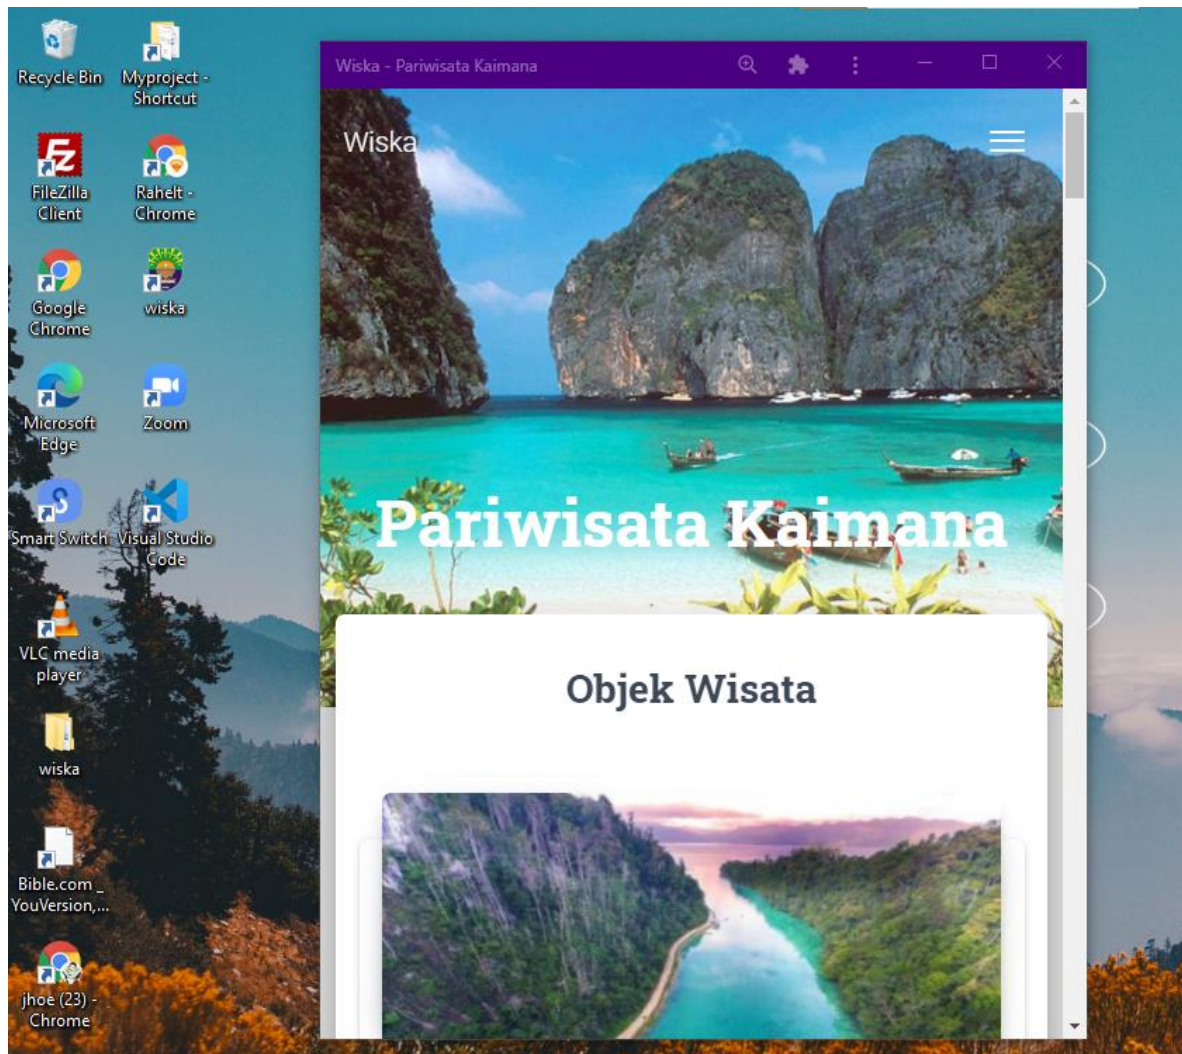 Recycle Bin
Myproject -
Shortcut
FileZilla
Client
Rahelt -
Chrome
Google
Chrome
wiska
Microsoft
Edge
Zoom
Smart Switch
Visual Studio
Code
VLC media
player
wiska
Bible.com _
YouVersion,...
jhoe (23) -
Chrome
Wiska - Pariwisata Kaimana
Wiska
Pariwisata Kaimana
Objek Wisata